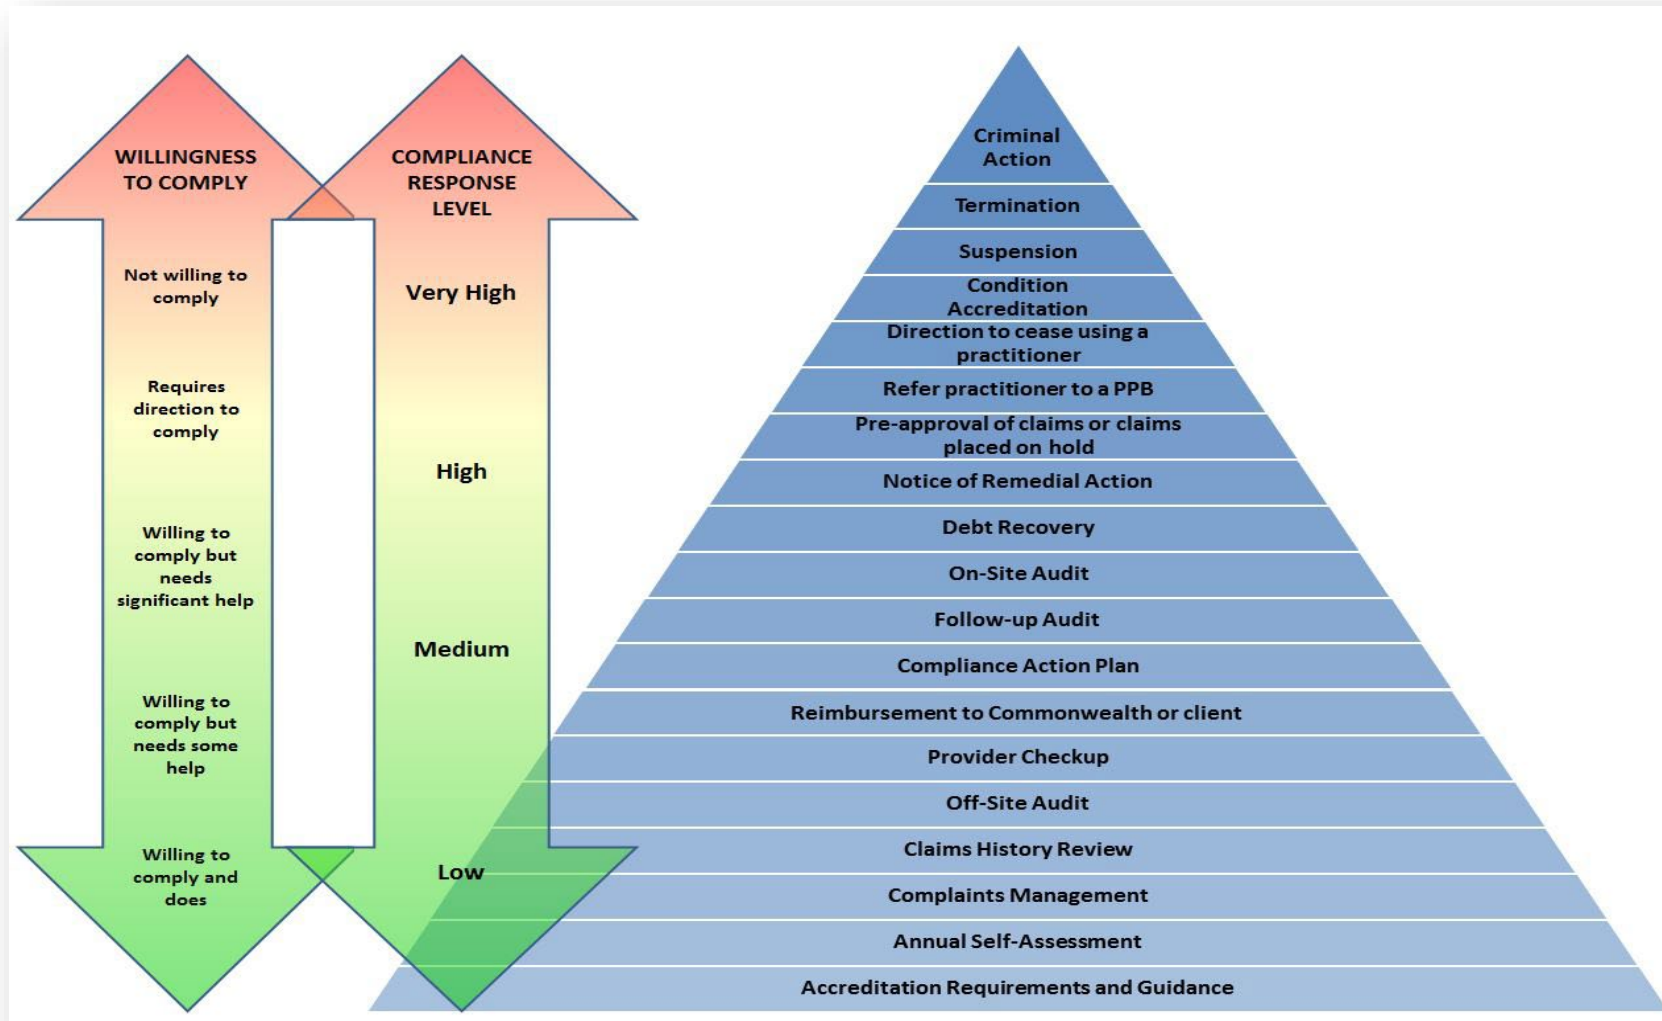 WILLINGNESS
TO COMPLY
Not willing to
comply
Requires
direction to
comply
Willing to
comply but
needs
significant help
Willing to
comply but
needs some
help
Willing to
comply and
does
COMPLIANCE
RESPONSE
LEVEL
Very High
High
Medium
Low
Criminal
Action
Termination
Suspension
Condition
Accreditation
Direction to cease using a
practitioner
Refer practitioner to a PPB
Pre-approval of claims or claims
placed on hold
Notice of Remedial Action
Debt Recovery
On-Site Audit
Follow-up Audit
Compliance Action Plan
Reimbursement to Commonwealth or client
Provider Checkup
Off-Site Audit
Claims History Review
Complaints Management
Annual Self-Assessment
Accreditation Requirements and Guidance